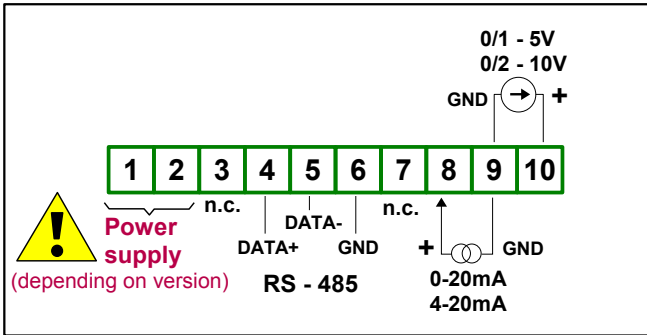 0/1 - 5V
0/2 - 10V
GND +
1 2 3 4 5 6 7 8 9 10
n.c. n.c.
Power
supply
(depending on version)
!
DATA+
DATA-
GND
RS - 485
+ GND
0-20mA
4-20mA